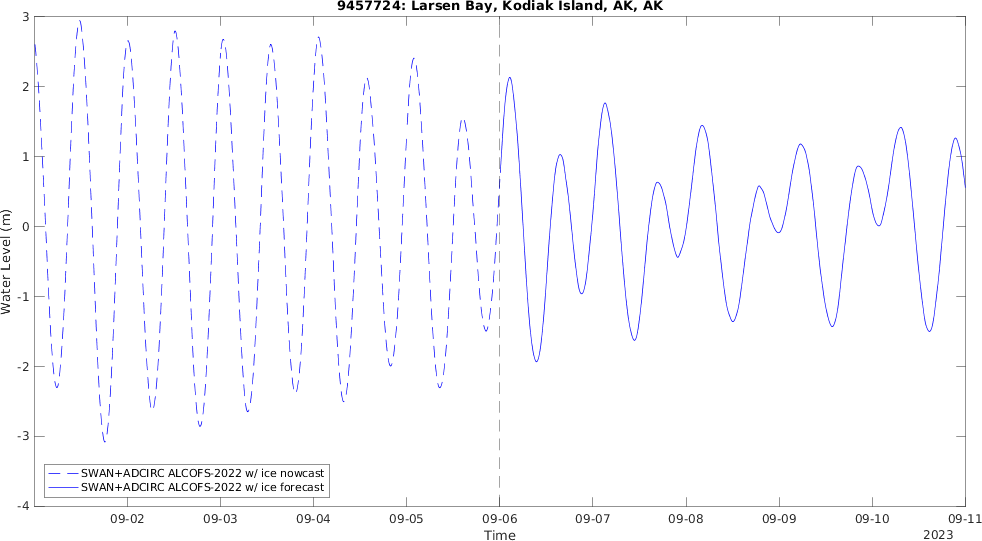 9457724: Larsen Bay, Kodiak Island, AK, AK
3
2
1
0
-1
-2
-3
-4
Water Level (m)
SWAN+ADCIRC ALCOFS-2022 w/ ice nowcast
SWAN+ADCIRC ALCOFS-2022 w/ ice forecast
09-02 09-03 09-04 09-05 09-06 09-07 09-08 09-09 09-10 09-11
Time
2023